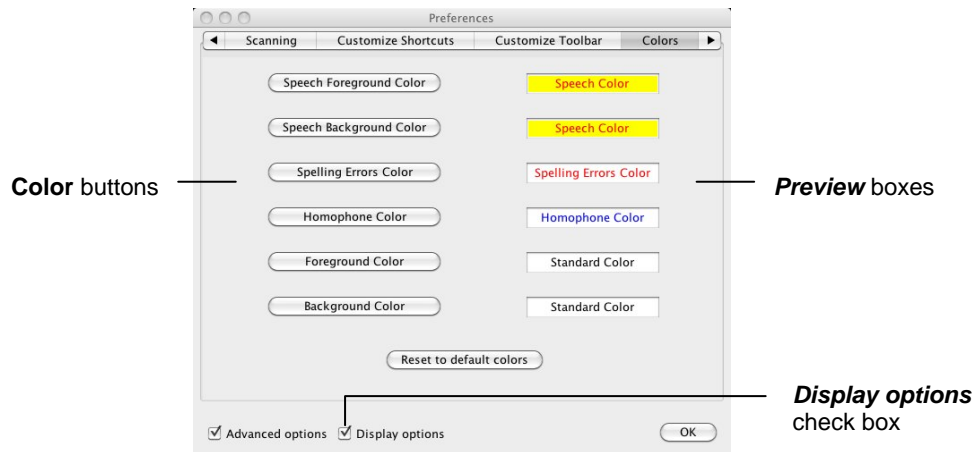 Preferences
◀ Scanning Customize Shortcuts Customize Toolbar Colors ▶
Speech Foreground Color Speech Color
Speech Background Color Speech Color
Spelling Errors Color Spelling Errors Color
Color buttons
Preview boxes
Homophone Color Homophone Color
Foreground Color Standard Color
Background Color Standard Color
Reset to default colors
Display options
check box
Advanced options Display options OK